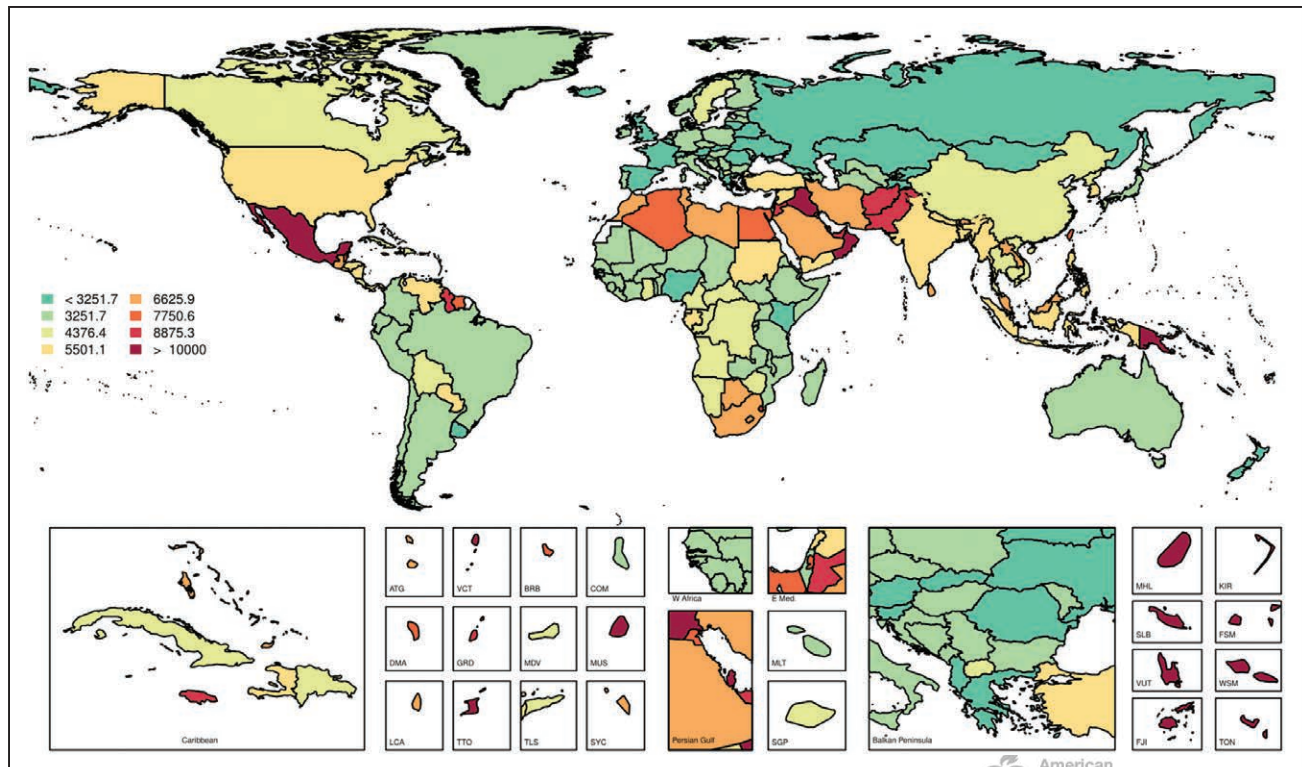 < 3251.7 6625.9
3251.7 7750.6
4376.4 8875.3
5501.1 > 10000
ATG VCT BRB COM
W Africa E Med.
MHL KIR
DMA GRD MDV MUS
MLT
SLB FSM
VUT WSM
LCA TTO TLS SYC
Caribbean
Persian Gulf
SGP
Balkan Peninsula
FJI TON
American